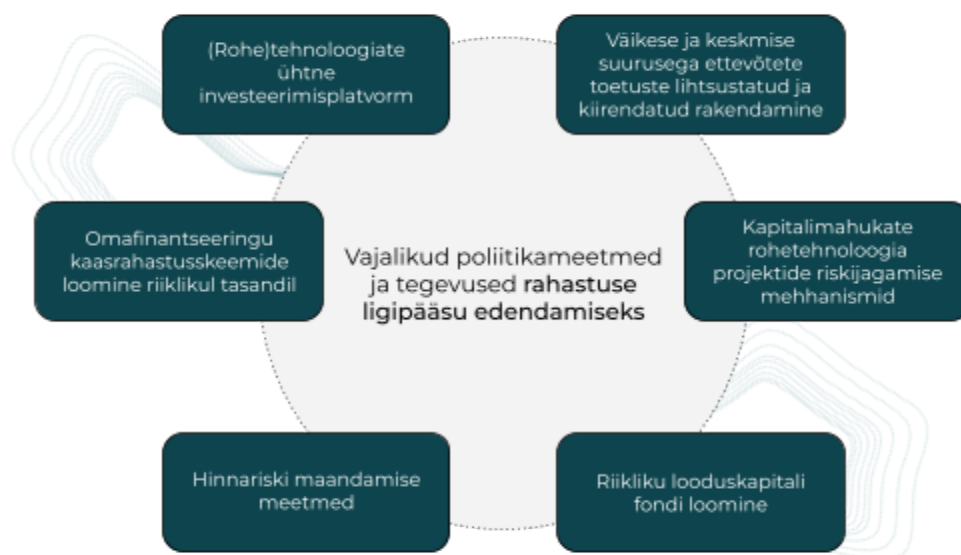 (Rohe)tehnoloogiate
ühtne
investeerimisplatvorm
Väikese ja keskmise
suurusega ettevõtete
toetuste lihtsustatud ja
kiirendatud rakendamine
Omafinantseeringu
kaasrahastusskeemide
loomine riiklikul tasandil
Vajalikud poliitikameetmed
ja tegevused rahastuse
ligipääsu edendamiseks
Kapitalimahukate
rohetehnoloogia
projektide riskijagamise
mehhanismid
Hinnariski maandamise
meetmed
Riikliku looduskapitali
fondi loomine